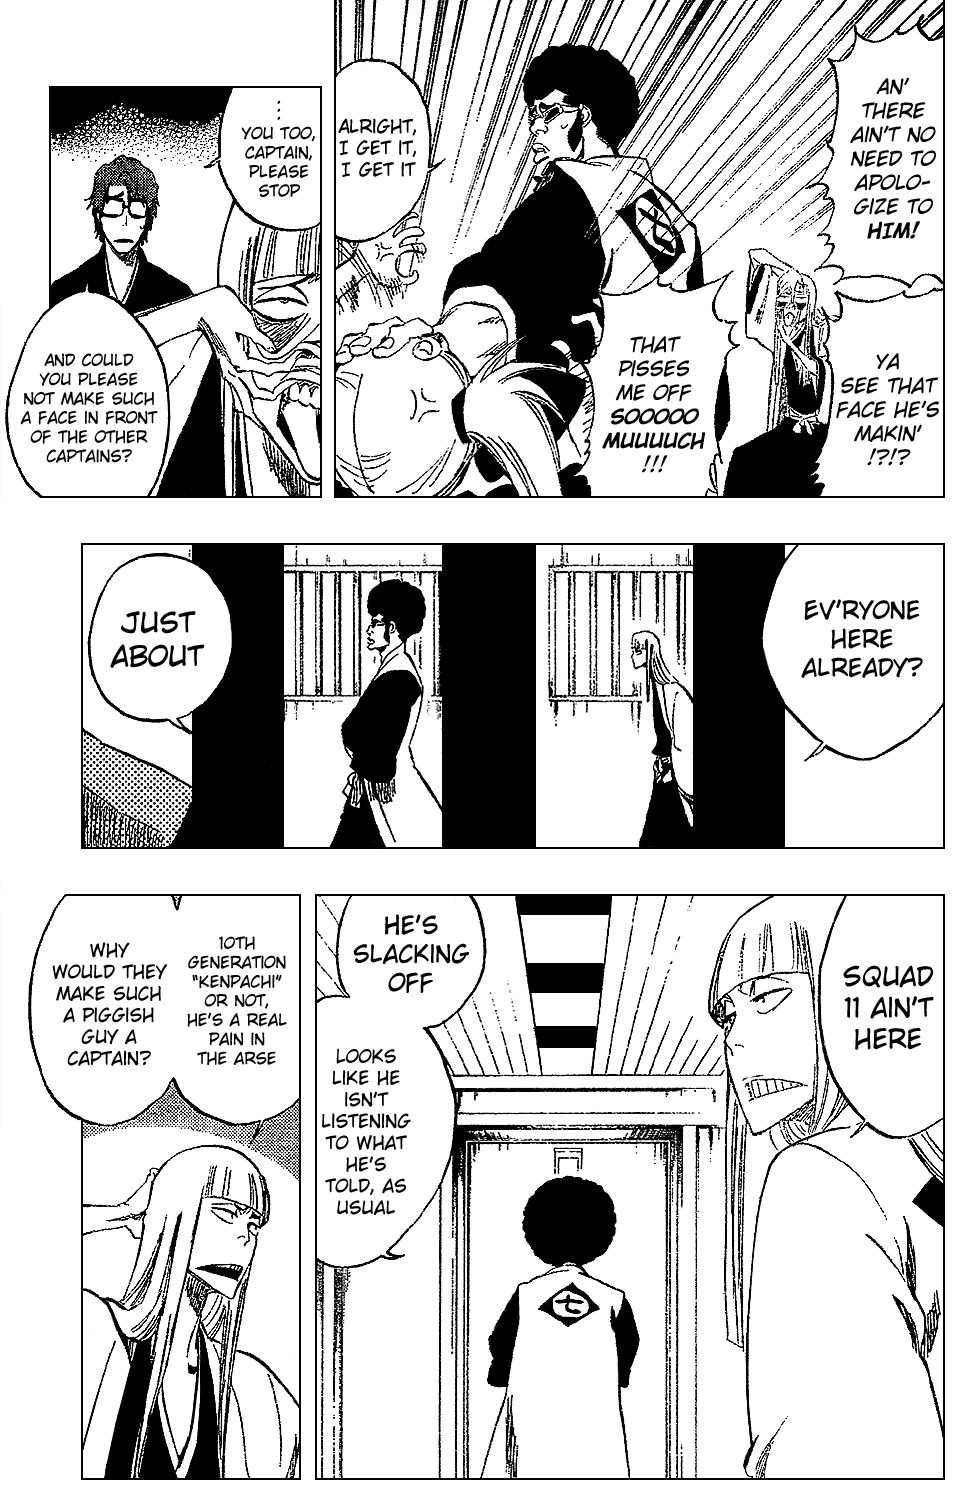 AN'
THERE
AIN'T NO
NEED TO
APOLO-
GIZE TO
HIM!
YA
SEE THAT
FACE HE'S
MAKIN'
!?!?
THAT
PISSES
ME OFF
SOOOOO
MUUUUUCH
!!!
ALRIGHT,
I GET IT,
I GET IT
...
YOU TOO,
CAPTAIN,
PLEASE
STOP
AND COULD
YOU PLEASE
NOT MAKE SUCH
A FACE IN FRONT
OF THE OTHER
CAPTAINS?
EV'RYONE
HERE
ALREADY?
JUST
ABOUT
SQUAD
11 AIN'T
HERE
HE'S
SLACKING
OFF
LOOKS
LIKE HE
ISN'T
LISTENING
TO WHAT
HE'S
TOLD, AS
USUAL
七
10TH
GENERATION
"KENPACHI"
OR NOT,
HE'S A REAL
PAIN IN
THE ARSE
WHY
WOULD THEY
MAKE SUCH
A PIGGISH
GUY A
CAPTAIN?